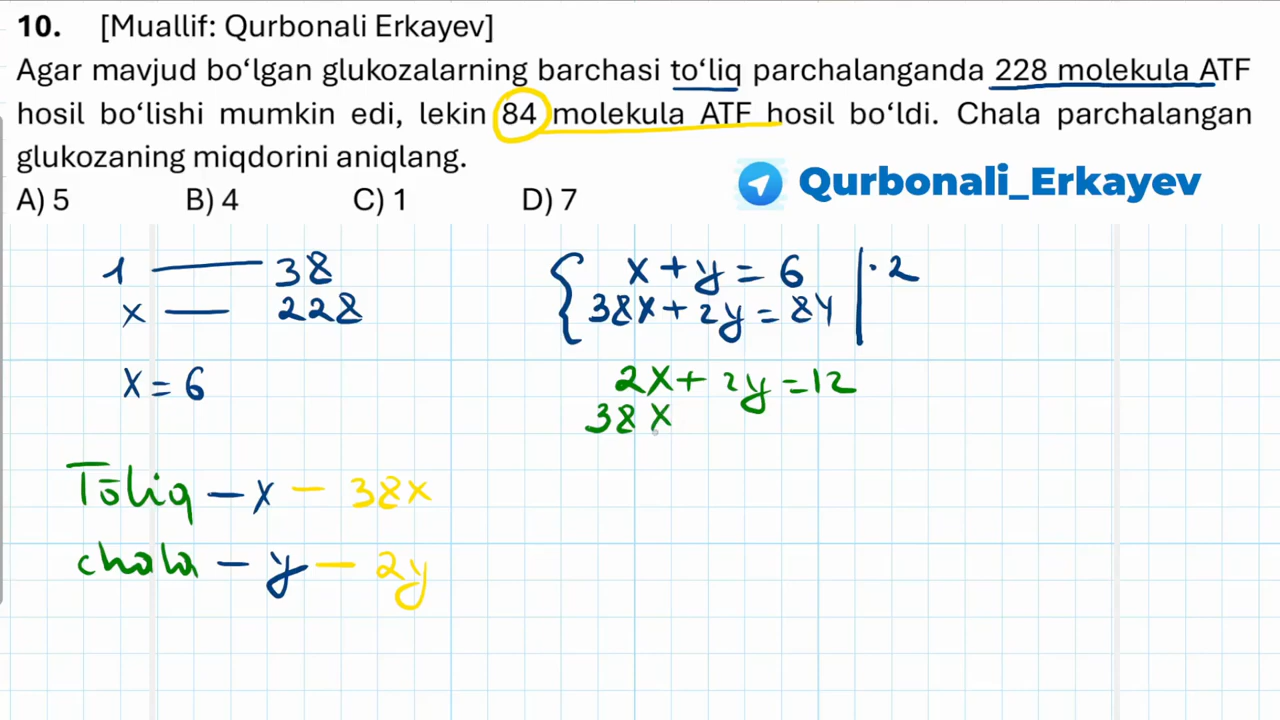 10. [Muallif: Qurbonali Erkayev]
Agar mavjud bo‘lgan glukozalarning barchasi to‘liq parchalanganda 228 molekula ATF
hosil bo‘lishi mumkin edi, lekin 84 molekula ATF hosil bo‘ldi. Chala parchalangan
glukozaning miqdorini aniqlang.
A) 5 B) 4 C) 1 D) 7
Qurbonali_Erkayev
1 — 38
x — 228
x = 6
x + y = 6 | · 2
38x + 2y = 84
2x + 2y = 12
38x
Toliq – x – 38x
chala – y – 2y